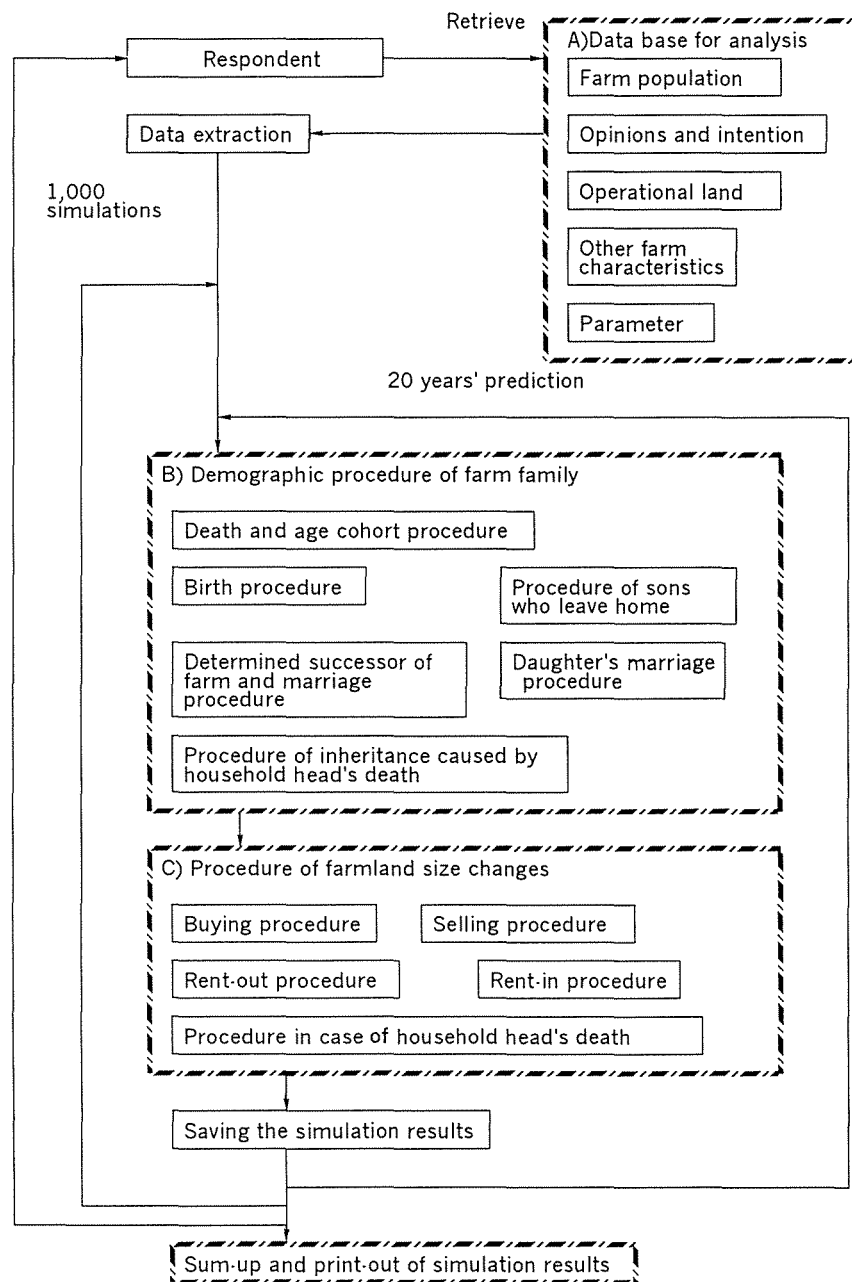 Retrieve
Respondent
A)Data base for analysis
Farm population
Data extraction
Opinions and intention
1,000
simulations
Operational land
Other farm
characteristics
Parameter
20 years' prediction
B) Demographic procedure of farm family
Death and age cohort procedure
Birth procedure
Procedure of sons
who leave home
Determined successor of
farm and marriage
procedure
Daughter's marriage
procedure
Procedure of inheritance caused by
household head's death
C) Procedure of farmland size changes
Buying procedure
Selling procedure
Rent-out procedure
Rent-in procedure
Procedure in case of household head's death
Saving the simulation results
Sum-up and print-out of simulation results